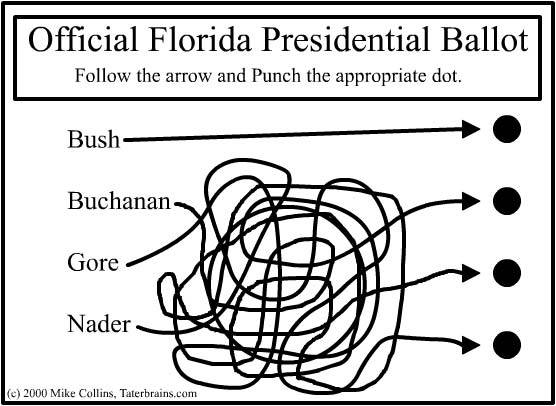 Official Florida Presidential Ballot
Follow the arrow and Punch the appropriate dot.
Bush
Buchanan
Gore
Nader
(c) 2000 Mike Collins, Taterbrains.com